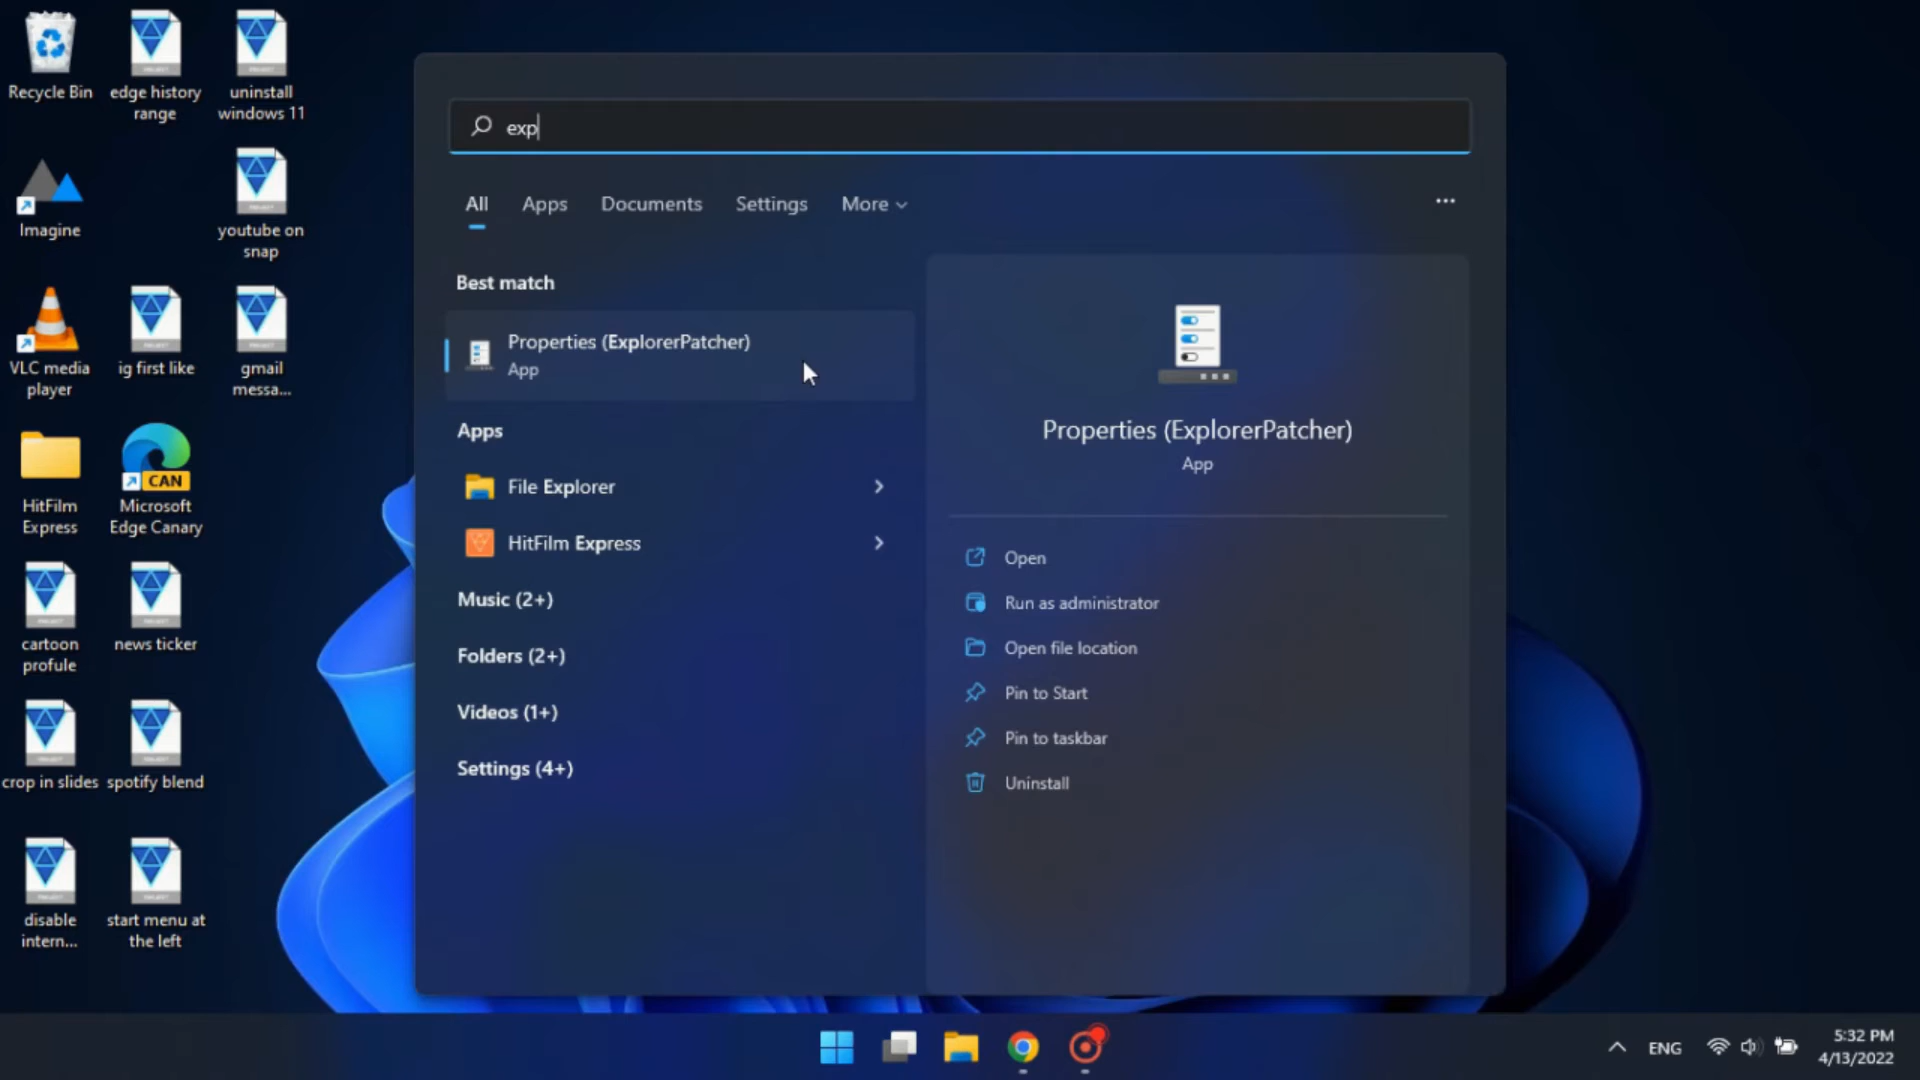 Recycle Bin
edge history
range
uninstall
windows 11
Imagine
youtube on
snap
VLC media
player
ig first like
gmail
messa...
HitFilm
Express
CAN
Microsoft
Edge Canary
cartoon
profule
news ticker
crop in slides
spotify blend
disable
intern...
start menu at
the left
exp
All
Apps
Documents
Settings
More
Best match
Properties (ExplorerPatcher)
App
Apps
File Explorer
HitFilm Express
Music (2+)
Folders (2+)
Videos (1+)
Settings (4+)
Properties (ExplorerPatcher)
App
Open
Run as administrator
Open file location
Pin to Start
Pin to taskbar
Uninstall
ENG
5:32 PM
4/13/2022